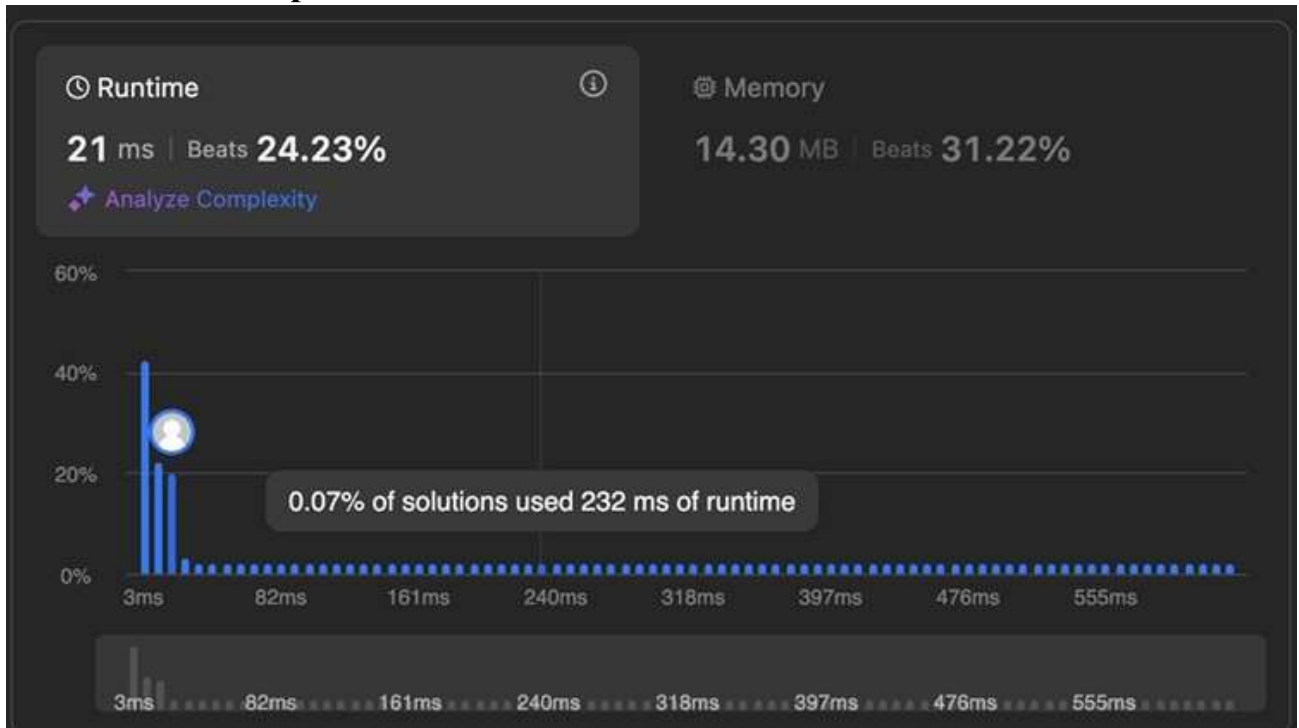 Runtime
21 ms | Beats 24.23%
Analyze Complexity
Memory
14.30 MB | Beats 31.22%
60%
40%
20%
0%
0.07% of solutions used 232 ms of runtime
3ms 82ms 161ms 240ms 318ms 397ms 476ms 555ms
3ms 82ms 161ms 240ms 318ms 397ms 476ms 555ms